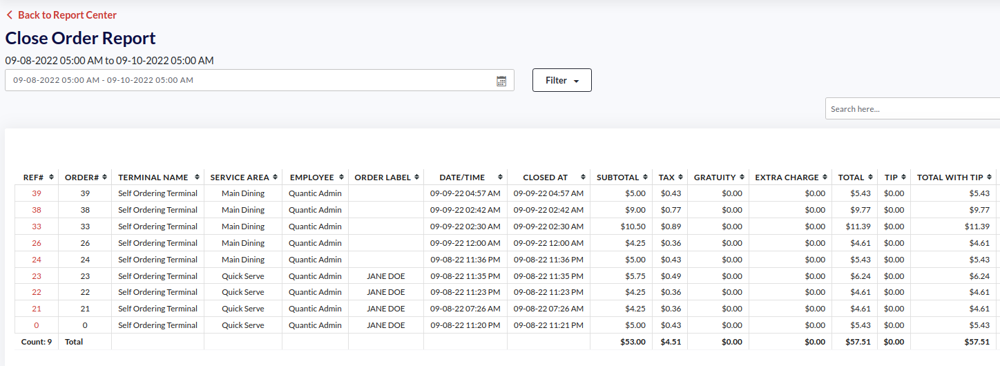 Back to Report Center
Close Order Report
09-08-2022 05:00 AM to 09-10-2022 05:00 AM
09-08-2022 05:00 AM - 09-10-2022 05:00 AM Filter
Search here...
REF# ORDER# TERMINAL NAME SERVICE AREA EMPLOYEE ORDER LABEL DATE/TIME CLOSED AT SUBTOTAL TAX GRATUITY EXTRA CHARGE TOTAL TIP TOTAL WITH TIP
39 39 Self Ordering Terminal Main Dining Quantic Admin 09-09-22 04:57 AM 09-09-22 04:57 AM $5.00 $0.43 $0.00 $0.00 $5.43 $0.00 $5.43
38 38 Self Ordering Terminal Main Dining Quantic Admin 09-09-22 02:42 AM 09-09-22 02:42 AM $9.00 $0.77 $0.00 $0.00 $9.77 $0.00 $9.77
33 33 Self Ordering Terminal Main Dining Quantic Admin 09-09-22 02:30 AM 09-09-22 02:30 AM $10.50 $0.89 $0.00 $0.00 $11.39 $0.00 $11.39
26 26 Self Ordering Terminal Main Dining Quantic Admin 09-09-22 12:00 AM 09-09-22 12:00 AM $4.25 $0.36 $0.00 $0.00 $4.61 $0.00 $4.61
24 24 Self Ordering Terminal Main Dining Quantic Admin 09-08-22 11:36 PM 09-08-22 11:36 PM $5.00 $0.43 $0.00 $0.00 $5.43 $0.00 $5.43
23 23 Self Ordering Terminal Quick Serve Quantic Admin JANE DOE 09-08-22 11:35 PM 09-08-22 11:35 PM $5.75 $0.49 $0.00 $0.00 $6.24 $0.00 $6.24
22 22 Self Ordering Terminal Quick Serve Quantic Admin JANE DOE 09-08-22 11:23 PM 09-08-22 11:23 PM $4.25 $0.36 $0.00 $0.00 $4.61 $0.00 $4.61
21 21 Self Ordering Terminal Quick Serve Quantic Admin JANE DOE 09-08-22 07:26 AM 09-08-22 07:26 AM $4.25 $0.36 $0.00 $0.00 $4.61 $0.00 $4.61
0 0 Self Ordering Terminal Quick Serve Quantic Admin JANE DOE 09-08-22 11:20 PM 09-08-22 11:21 PM $5.00 $0.43 $0.00 $0.00 $5.43 $0.00 $5.43
Count: 9 Total $53.00 $4.51 $0.00 $0.00 $57.51 $0.00 $57.51